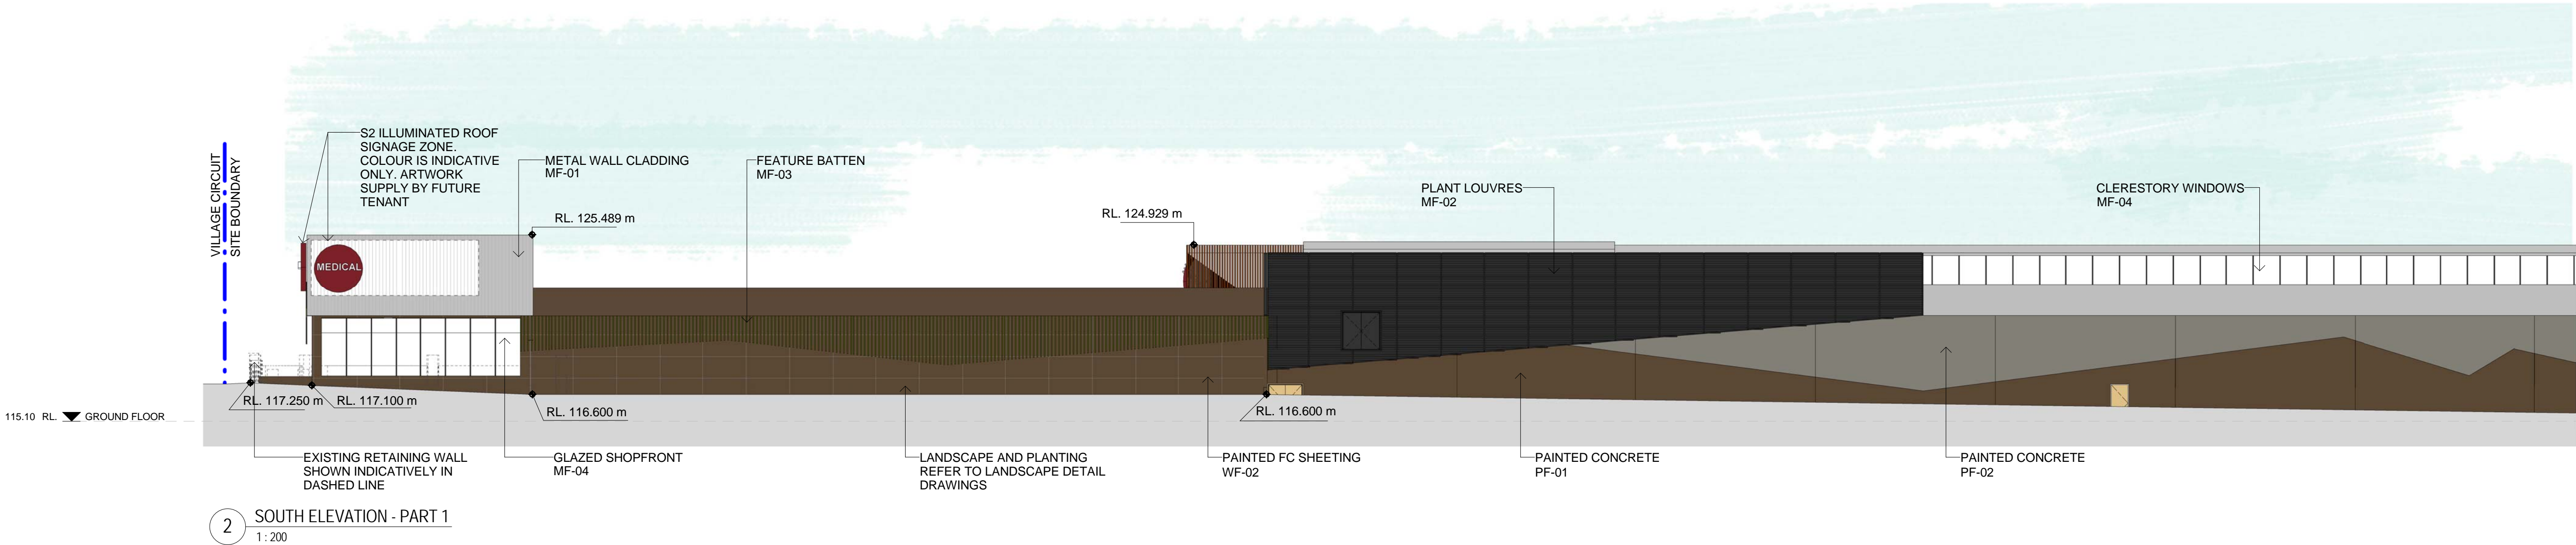 VILLAGE CIRCUIT
SITE BOUNDARY
S2 ILLUMINATED ROOF
SIGNAGE ZONE.
COLOUR IS INDICATIVE
ONLY. ARTWORK
SUPPLY BY FUTURE
TENANT
METAL WALL CLADDING
MF-01
FEATURE BATTEN
MF-03
RL. 125.489 m
RL. 124.929 m
PLANT LOUVRES
MF-02
CLERESTORY WINDOWS
MF-04
MEDICAL
RL. 117.250 m
RL. 117.100 m
RL. 116.600 m
RL. 116.600 m
115.10 RL. GROUND FLOOR
EXISTING RETAINING WALL
SHOWN INDICATIVELY IN
DASHED LINE
GLAZED SHOPFRONT
MF-04
LANDSCAPE AND PLANTING
REFER TO LANDSCAPE DETAIL
DRAWINGS
PAINTED FC SHEETING
WF-02
PAINTED CONCRETE
PF-01
PAINTED CONCRETE
PF-02
2
SOUTH ELEVATION - PART 1
1 : 200